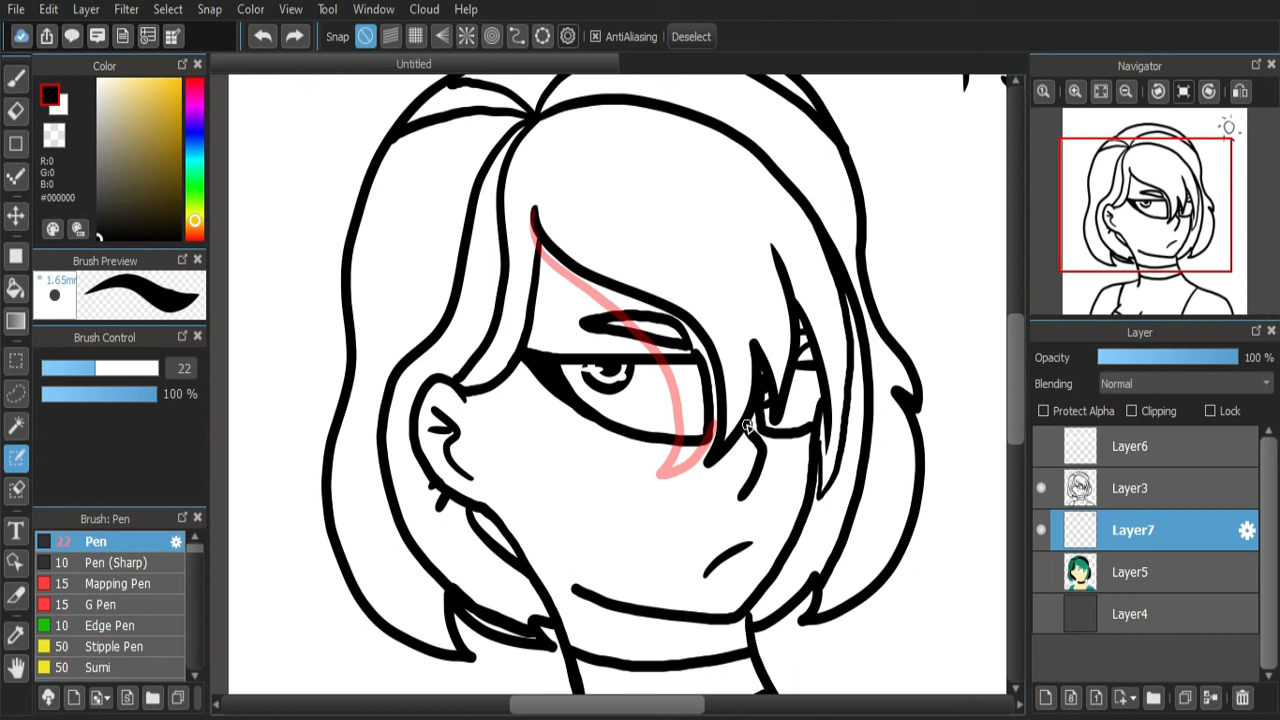 File Edit Layer Filter Select Snap Color View Tool Window Cloud Help
Snap AntiAliasing Deselect
Color
Untitled
Navigator
R:0
G:0
B:0
#000000
Brush Preview
* 1.65mm
Brush Control
22
100 %
Brush: Pen
22 Pen
10 Pen (Sharp)
15 Mapping Pen
15 G Pen
10 Edge Pen
50 Stipple Pen
50 Sumi
Layer
Opacity 100 %
Blending Normal
Protect Alpha Clipping Lock
Layer6
Layer3
Layer7
Layer5
Layer4